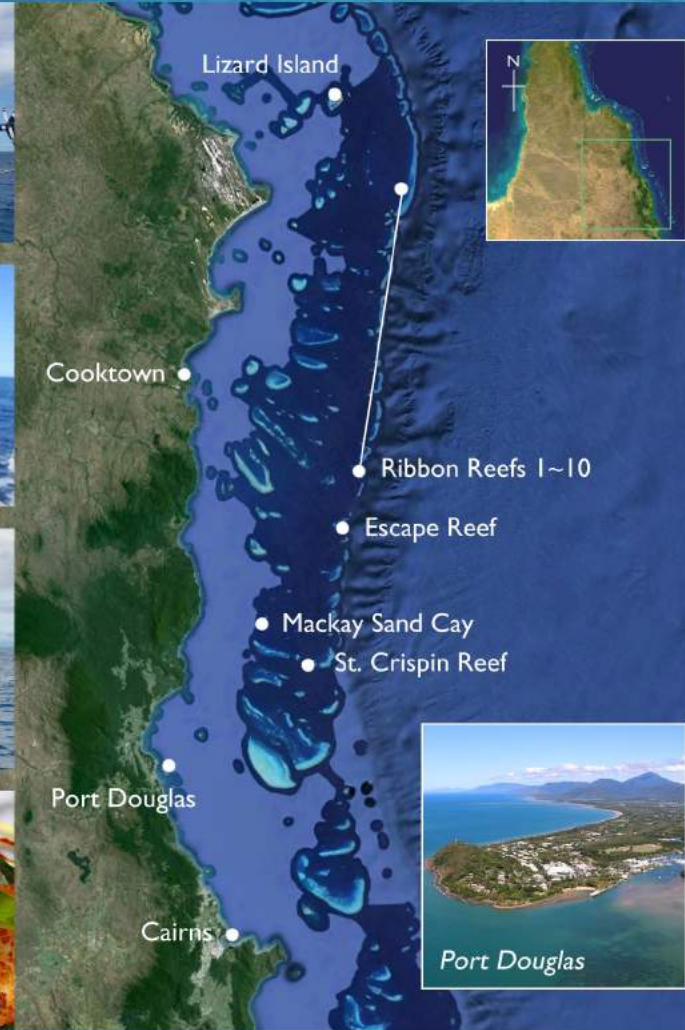 Lizard Island
N
Cooktown
Ribbon Reefs 1~10
Escape Reef
Mackay Sand Cay
St. Crispin Reef
Port Douglas
Cairns
Port Douglas